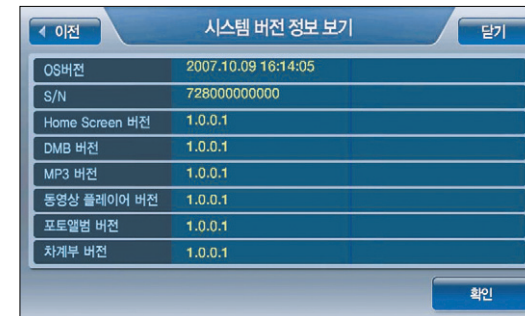 이전 시스템 버전 정보 보기 닫기
OS버전 2007.10.09 16:14:05
S/N 728000000000
Home Screen 버전 1.0.0.1
DMB 버전 1.0.0.1
MP3 버전 1.0.0.1
동영상 플레이어 버전 1.0.0.1
포토앨범 버전 1.0.0.1
차계부 버전 1.0.0.1
확인